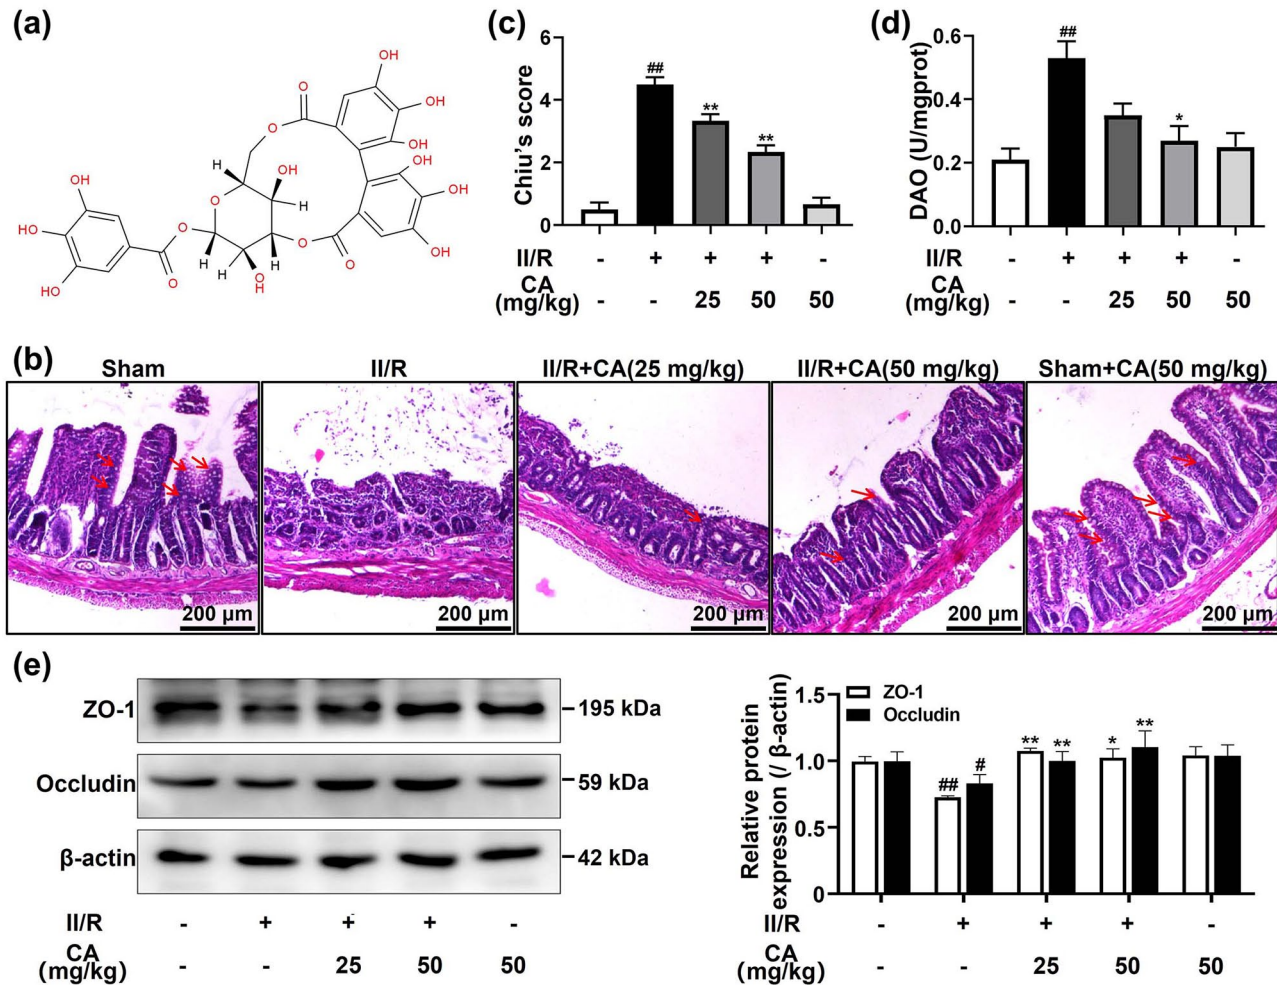 (a)
OH
O
OH
O
OH
OH
H
OH
OH
OH
O
OH
H
HO
O
O
O
OH
O
H
H
H
O
HO
O
H
(c)
Chiu's score
6
4
2
0
##
**
**
II/R - + + + -
CA (mg/kg) - - 25 50 50
(d)
DAO (U/mgprot)
0.6
0.4
0.2
0.0
##
*
II/R - + + + -
CA (mg/kg) - - 25 50 50
(b)
Sham II/R II/R+CA(25 mg/kg) II/R+CA(50 mg/kg) Sham+CA(50 mg/kg)
200 μm 200 μm 200 μm 200 μm 200 μm
(e)
ZO-1 195 kDa
Occludin 59 kDa
β-actin 42 kDa
II/R - + + + -
CA (mg/kg) - - 25 50 50
Relative protein
expression (/ β-actin)
1.5
1.0
0.5
0
ZO-1
Occludin
## # ** ** * **
II/R - + + + -
CA (mg/kg) - - 25 50 50